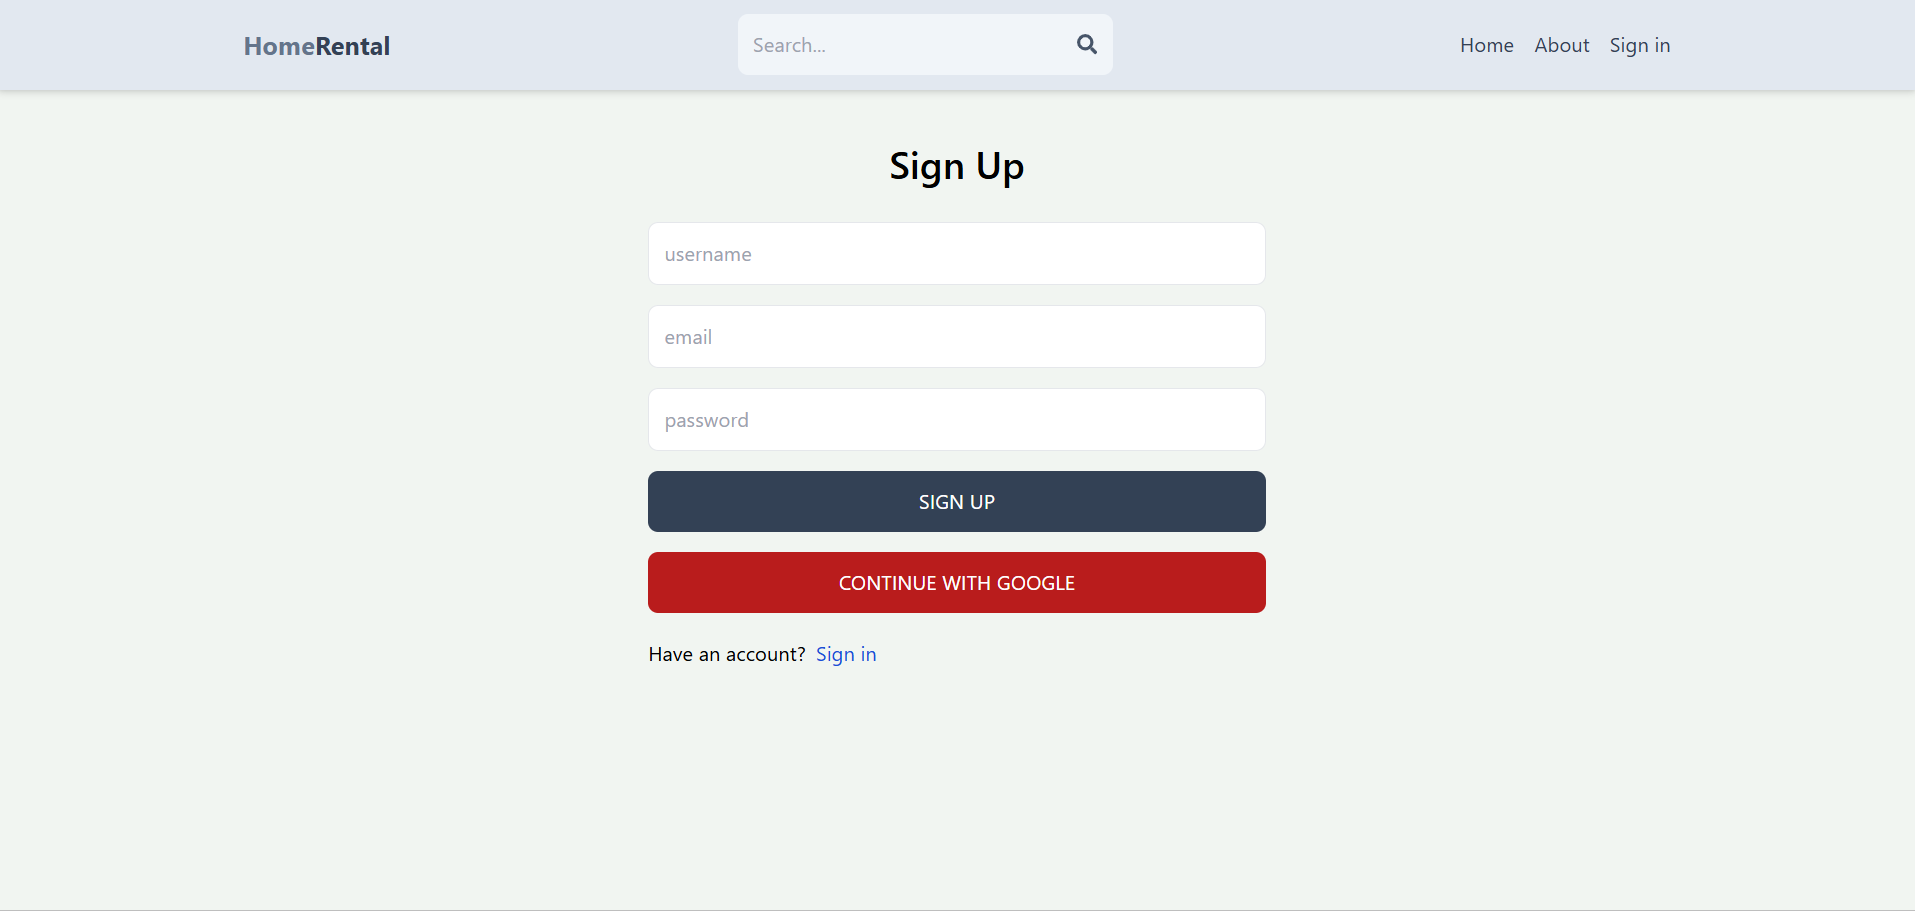 HomeRental
Search...
Home About Sign in
Sign Up
username
email
password
SIGN UP
CONTINUE WITH GOOGLE
Have an account? Sign in